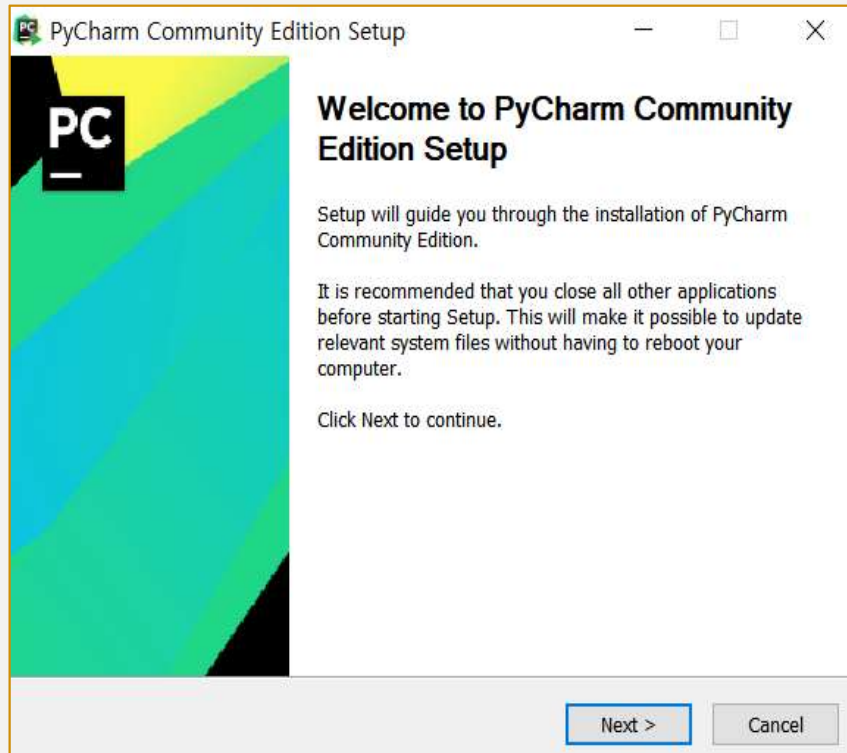 PyCharm Community Edition Setup
PC
Welcome to PyCharm Community
Edition Setup
Setup will guide you through the installation of PyCharm
Community Edition.
It is recommended that you close all other applications
before starting Setup. This will make it possible to update
relevant system files without having to reboot your
computer.
Click Next to continue.
Next >
Cancel